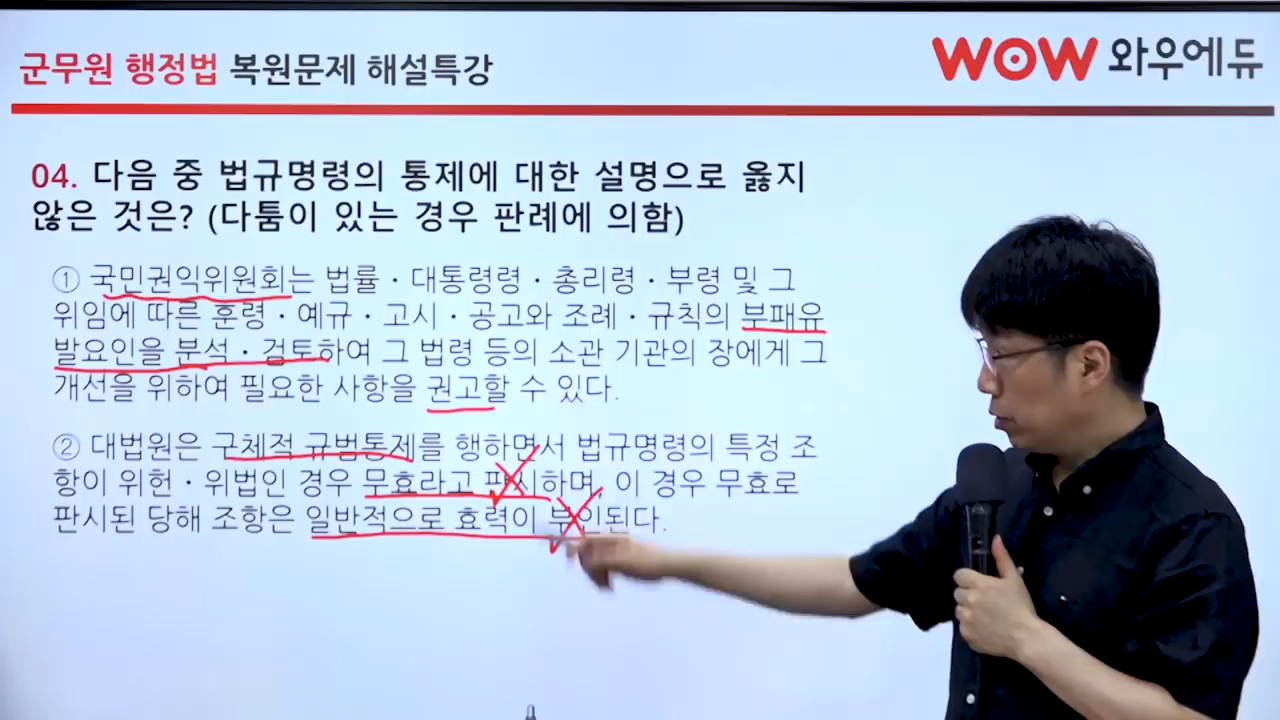 군무원 행정법 복원문제 해설특강
WOW 와우에듀
04. 다음 중 법규명령의 통제에 대한 설명으로 옳지
않은 것은? (다툼이 있는 경우 판례에 의함)
① 국민권익위원회는 법률·대통령령·총리령·부령 및 그
위임에 따른 훈령·예규·고시·공고와 조례·규칙의 부패유
발요인을 분석·검토하여 그 법령 등의 소관 기관의 장에게 그
개선을 위하여 필요한 사항을 권고할 수 있다.
② 대법원은 구체적 규범통제를 행하면서 법규명령의 특정 조
항이 위헌·위법인 경우 무효라고 판시하며, 이 경우 무효로
판시된 당해 조항은 일반적으로 효력이 부인된다.